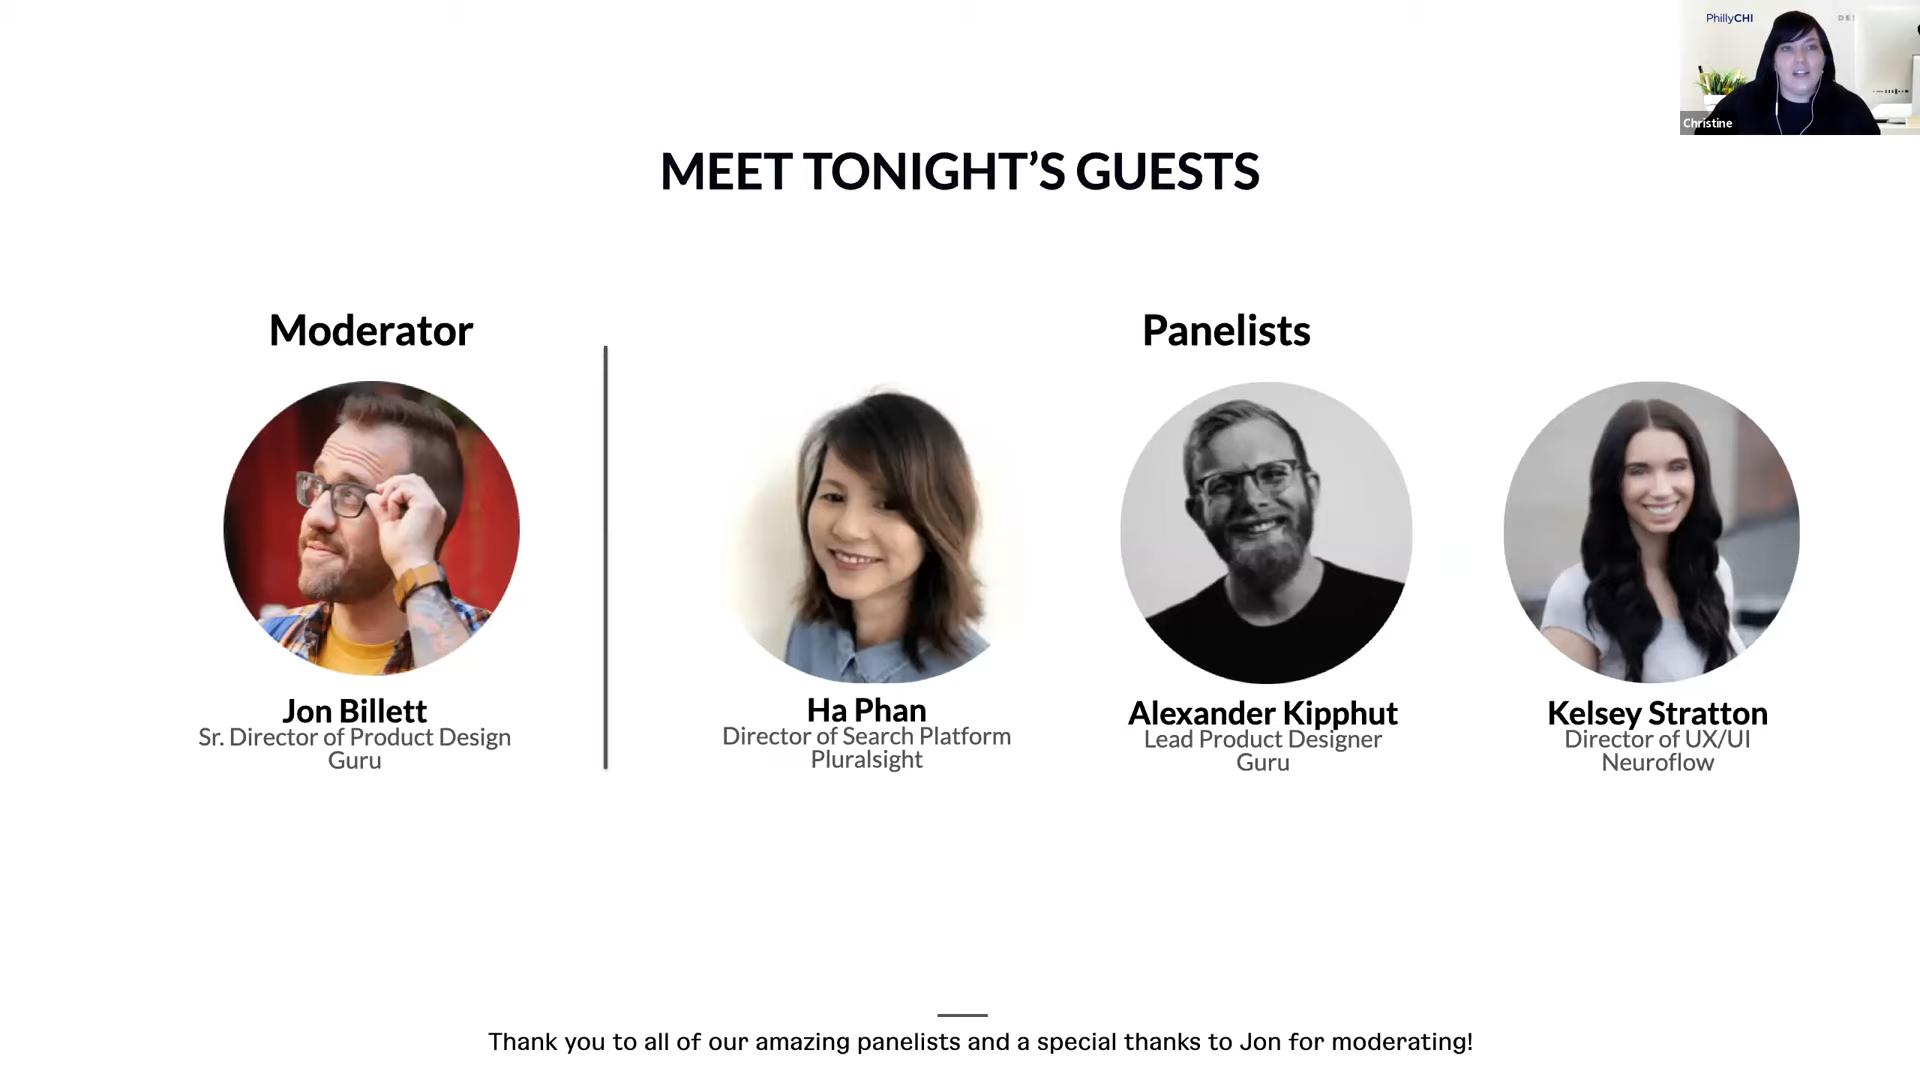 PhillyCHI
Christine
MEET TONIGHT’S GUESTS
Moderator
Panelists
Jon Billett
Sr. Director of Product Design
Guru
Ha Phan
Director of Search Platform
Pluralsight
Alexander Kipphut
Lead Product Designer
Guru
Kelsey Stratton
Director of UX/UI
Neuroflow
Thank you to all of our amazing panelists and a special thanks to Jon for moderating!